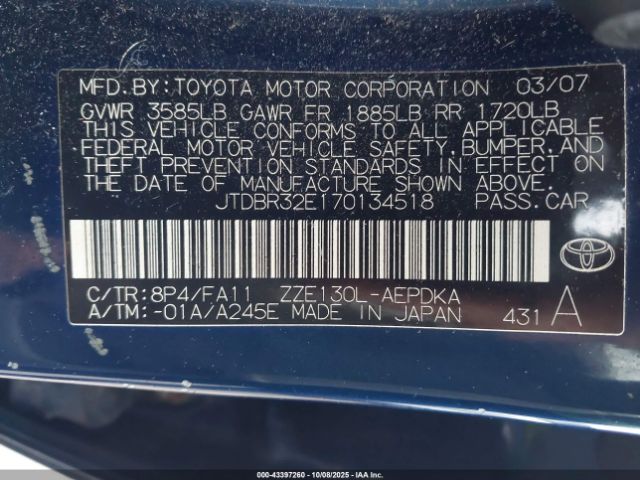 MFD.BY:TOYOTA MOTOR CORPORATION 03/07
GVWR 3585LB GAWR FR 1885LB RR 1720LB
THIS VEHICLE CONFORMS TO ALL APPLICABLE
FEDERAL MOTOR VEHICLE SAFETY,BUMPER,AND
THEFT PREVENTION STANDARDS IN EFFECT ON
THE DATE OF MANUFACTURE SHOWN ABOVE.
JTDBR32E170134518 PASS.CAR
C/TR:8P4/FA11 ZZE130L-AEPDKA
A/TM:-01A/A245E MADE IN JAPAN 431 A
000-43397260 - 10/08/2025 - IAAI.COM